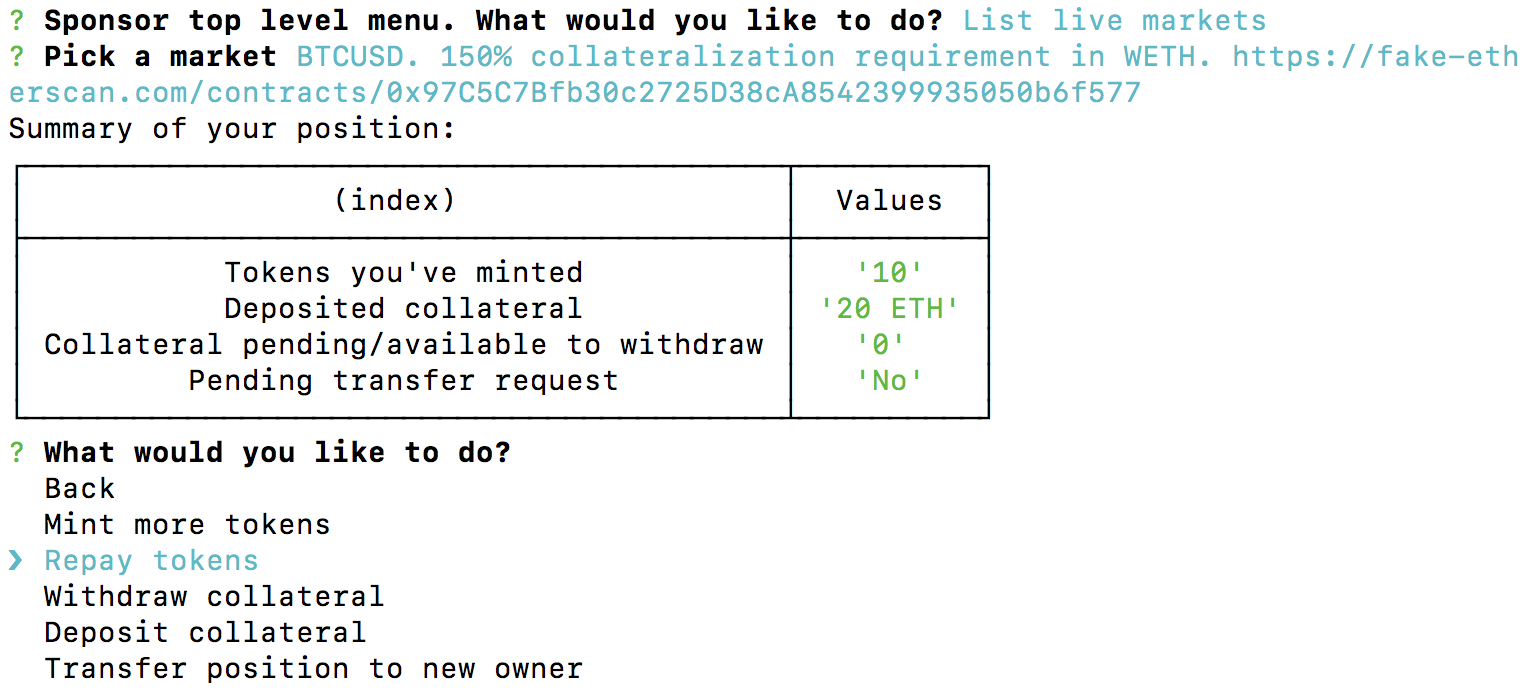 ? Sponsor top level menu. What would you like to do? List live markets
? Pick a market BTCUSD. 150% collateralization requirement in WETH. https://fake-eth
erscan.com/contracts/0x97C5C7Bfb30c2725D38cA8542399935050b6f577
Summary of your position:
(index) Values
Tokens you've minted '10'
Deposited collateral '20 ETH'
Collateral pending/available to withdraw '0'
Pending transfer request 'No'
? What would you like to do?
Back
Mint more tokens
❯ Repay tokens
Withdraw collateral
Deposit collateral
Transfer position to new owner